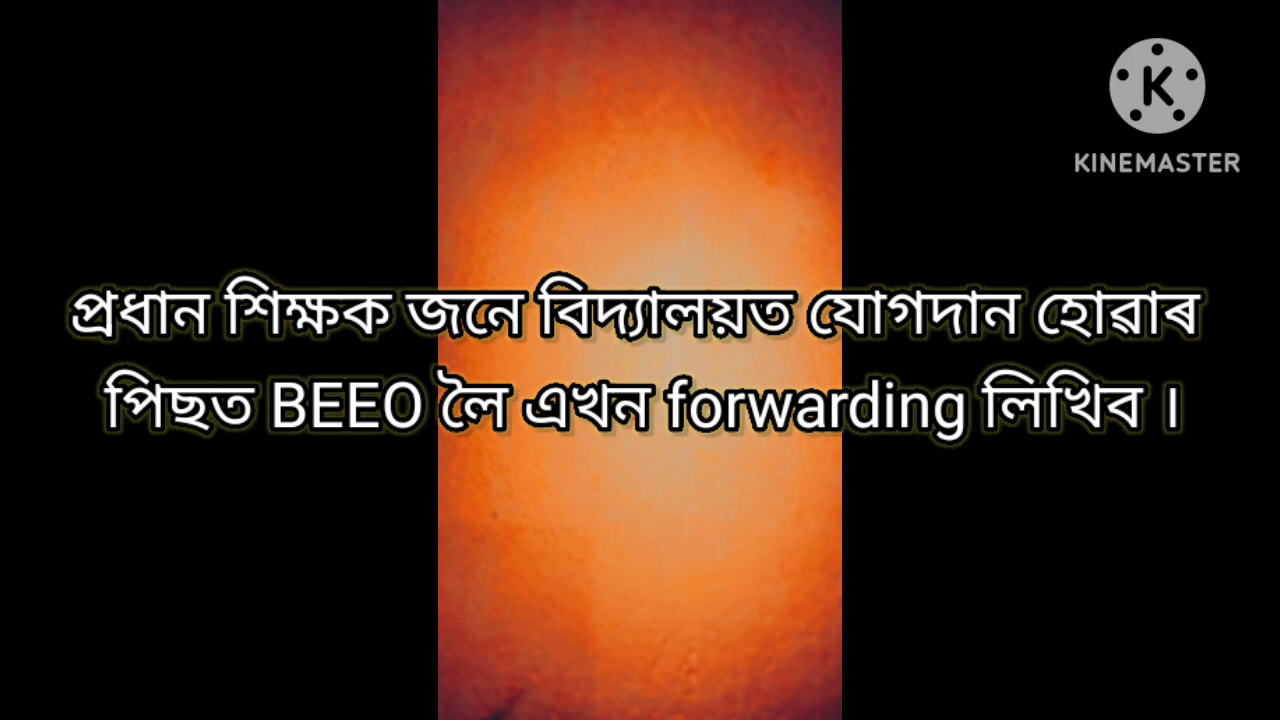 KINEMASTER
প্ৰধান শিক্ষক জনে বিদ্যালয়ত যোগদান হোৱাৰ
পিছত BEEO লৈ এখন forwarding লিখিব ।